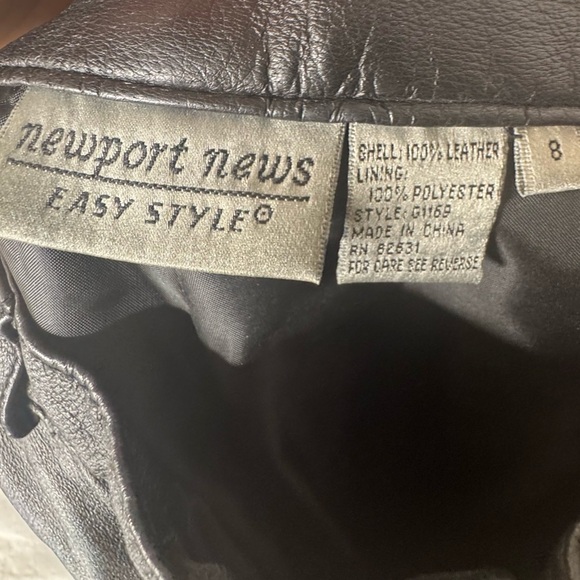 newport news
EASY STYLE®
SHELL: 100% LEATHER
LINING:
100% POLYESTER
STYLE: G1169
MADE IN CHINA
RN 82631
FOR CARE SEE REVERSE
8